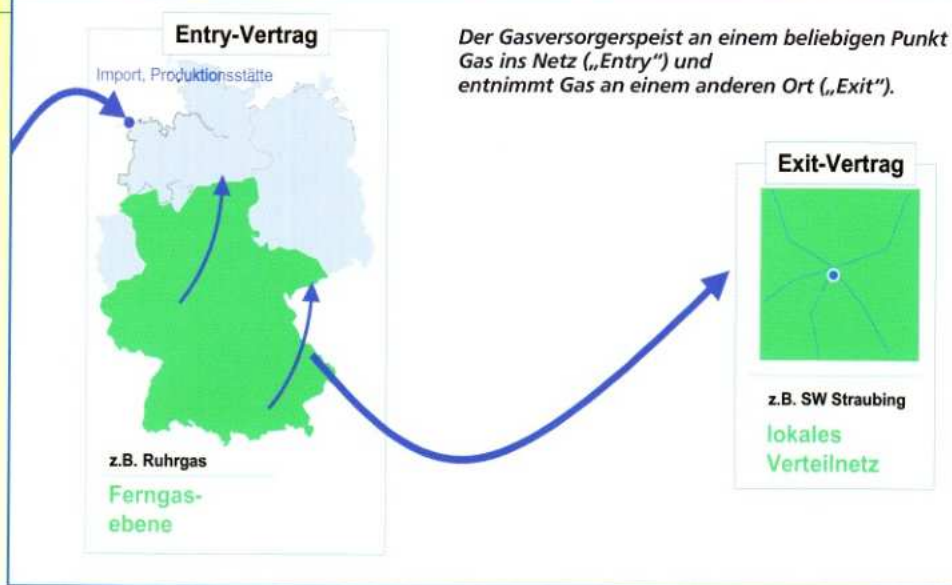 Entry-Vertrag
Import, Produktionsstätte
Der Gasversorgerspeist an einem beliebigen Punkt
Gas ins Netz („Entry") und
entnimmt Gas an einem anderen Ort („Exit").
z.B. Ruhrgas
Ferngas-
ebene
Exit-Vertrag
z.B. SW Straubing
lokales
Verteilnetz